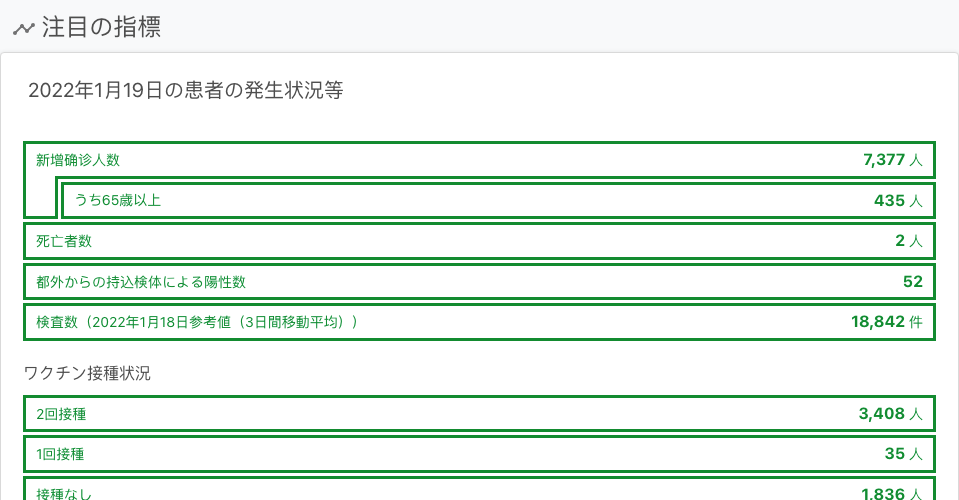 注目の指標
2022年1月19日の患者の発生状況等
新增确诊人数 7,377 人
うち65歳以上 435 人
死亡者数 2 人
都外からの持込検体による陽性数 52
検査数（2022年1月18日参考値（3日間移動平均）） 18,842 件
ワクチン接種状況
2回接種 3,408 人
1回接種 35 人
接種なし 1,836 人